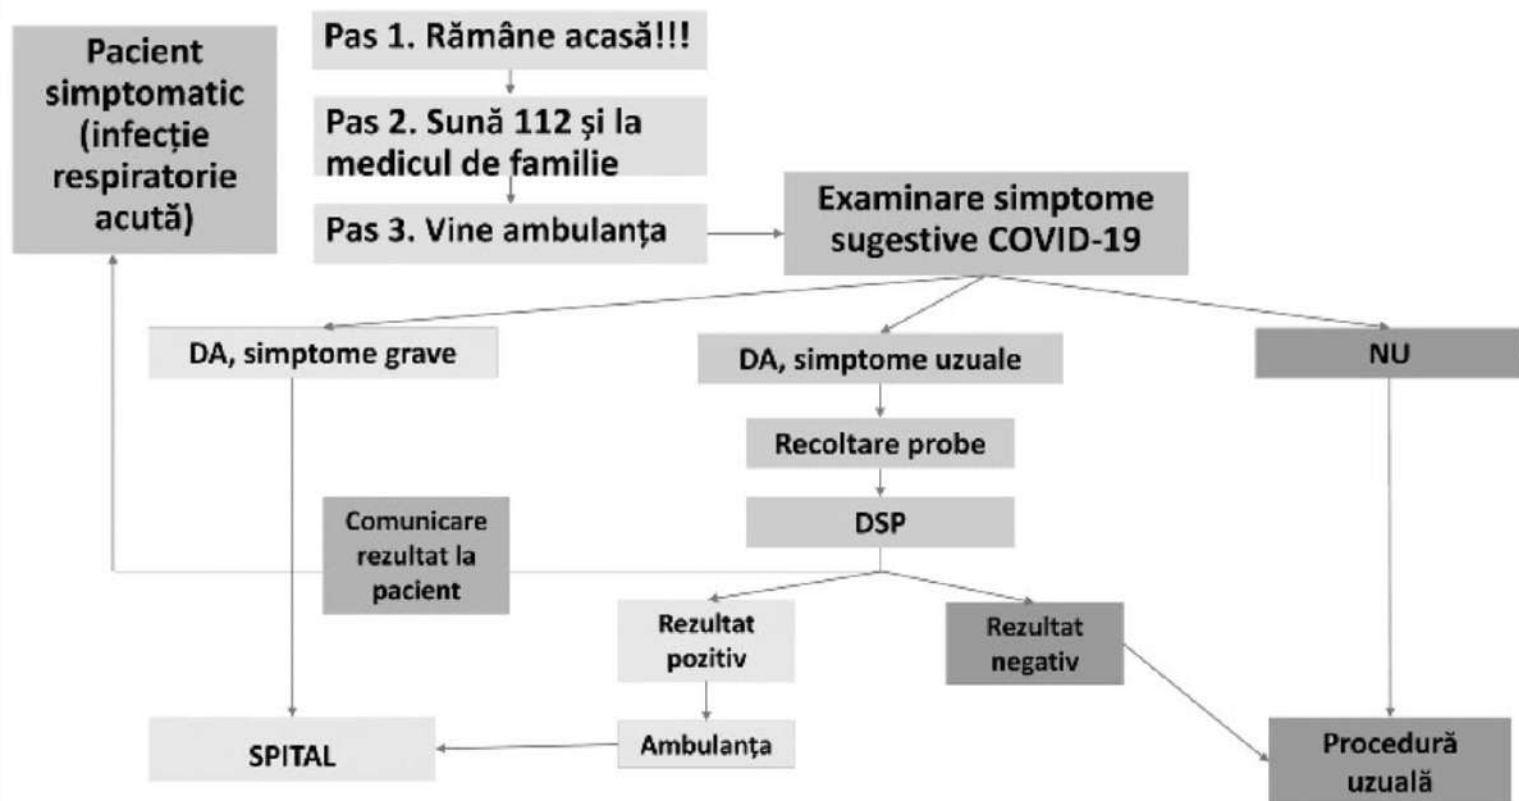 Pacient
simptomatic
(infecție
respiratorie
acută)
Pas 1. Rămâne acasă!!!
Pas 2. Sună 112 și la
medicul de familie
Pas 3. Vine ambulanța
Examinare simptome
sugestive COVID-19
DA, simptome grave
DA, simptome uzuale
NU
Recoltare probe
DSP
Comunicare
rezultat la
pacient
Rezultat
pozitiv
Rezultat
negativ
SPITAL
Ambulanța
Procedură
uzuală